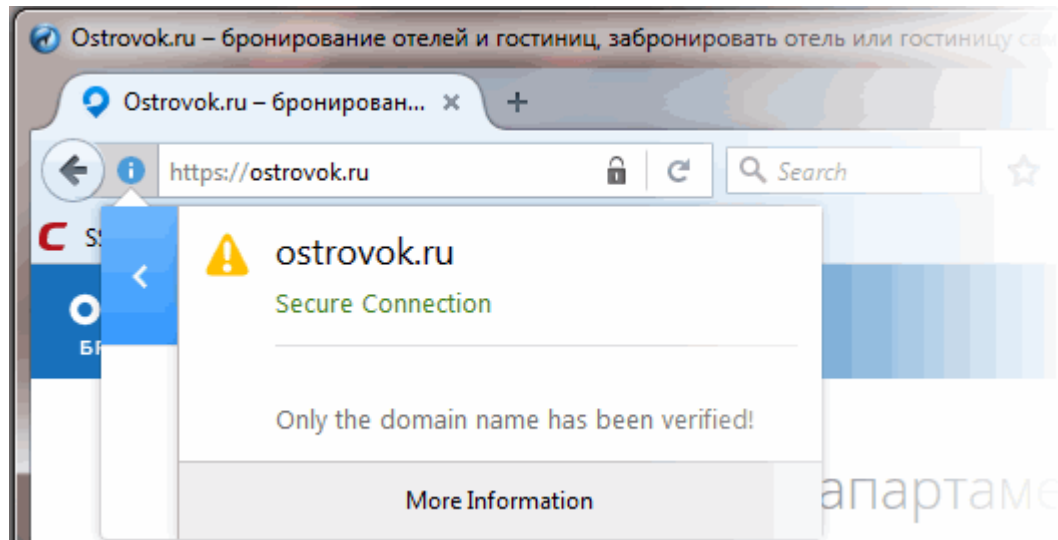 Ostrovok.ru – бронирование отелей и гостиниц, забронировать отель или гостиницу сам
Ostrovok.ru – бронирован...
https://ostrovok.ru
Search
ostrovok.ru
Secure Connection
Only the domain name has been verified!
More Information
апартаме